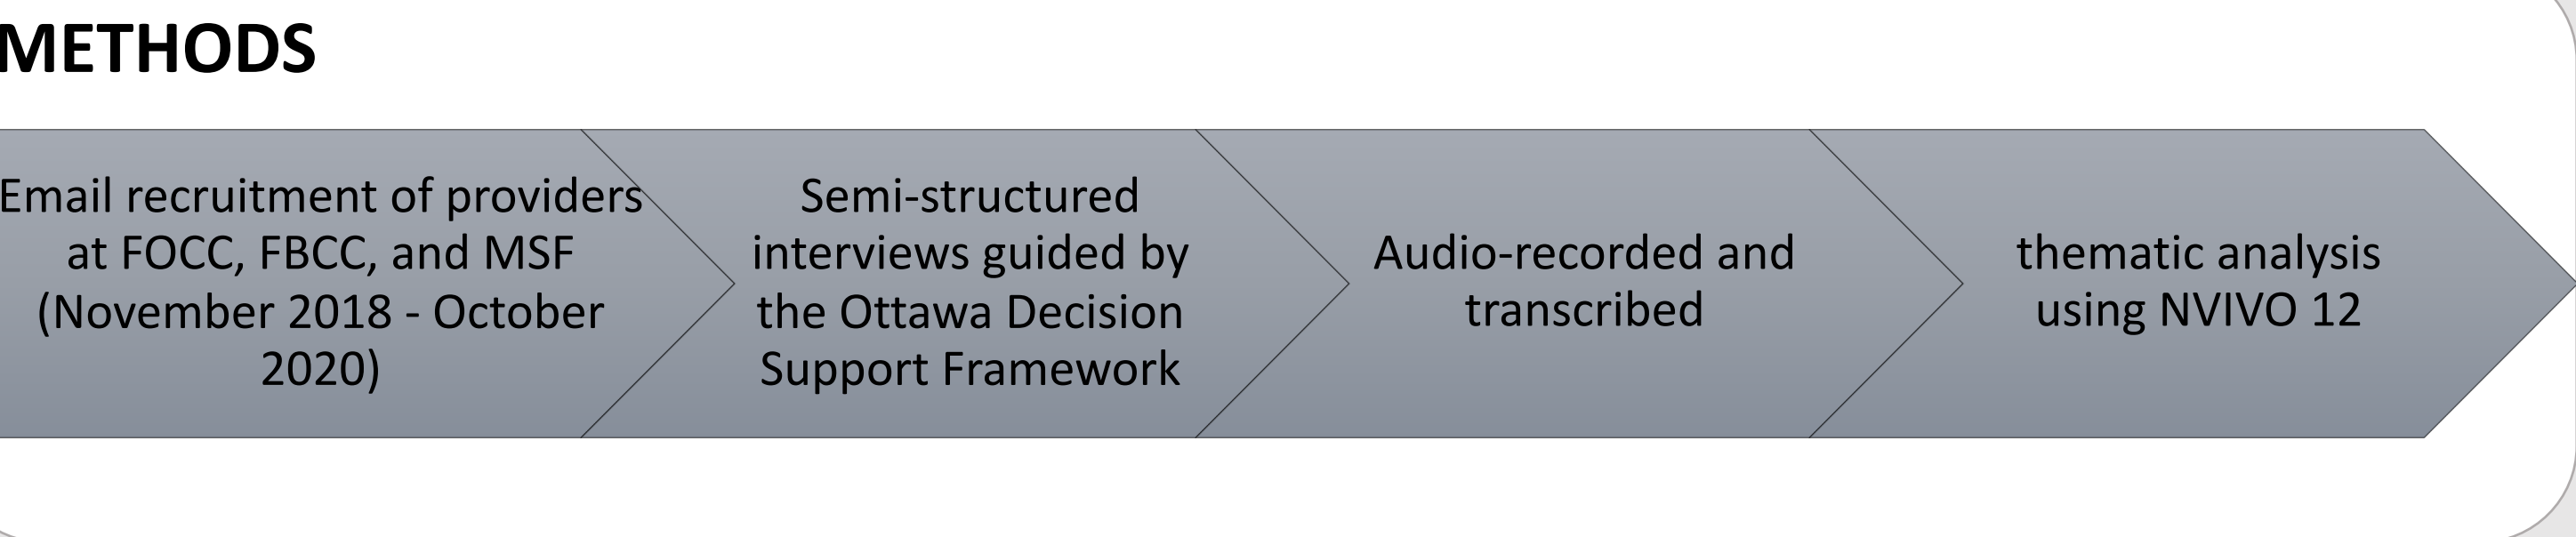 METHODS
Email recruitment of providers
at FOCC, FBCC, and MSF
(November 2018 - October
2020)
Semi-structured
interviews guided by
the Ottawa Decision
Support Framework
Audio-recorded and
transcribed
thematic analysis
using NVIVO 12